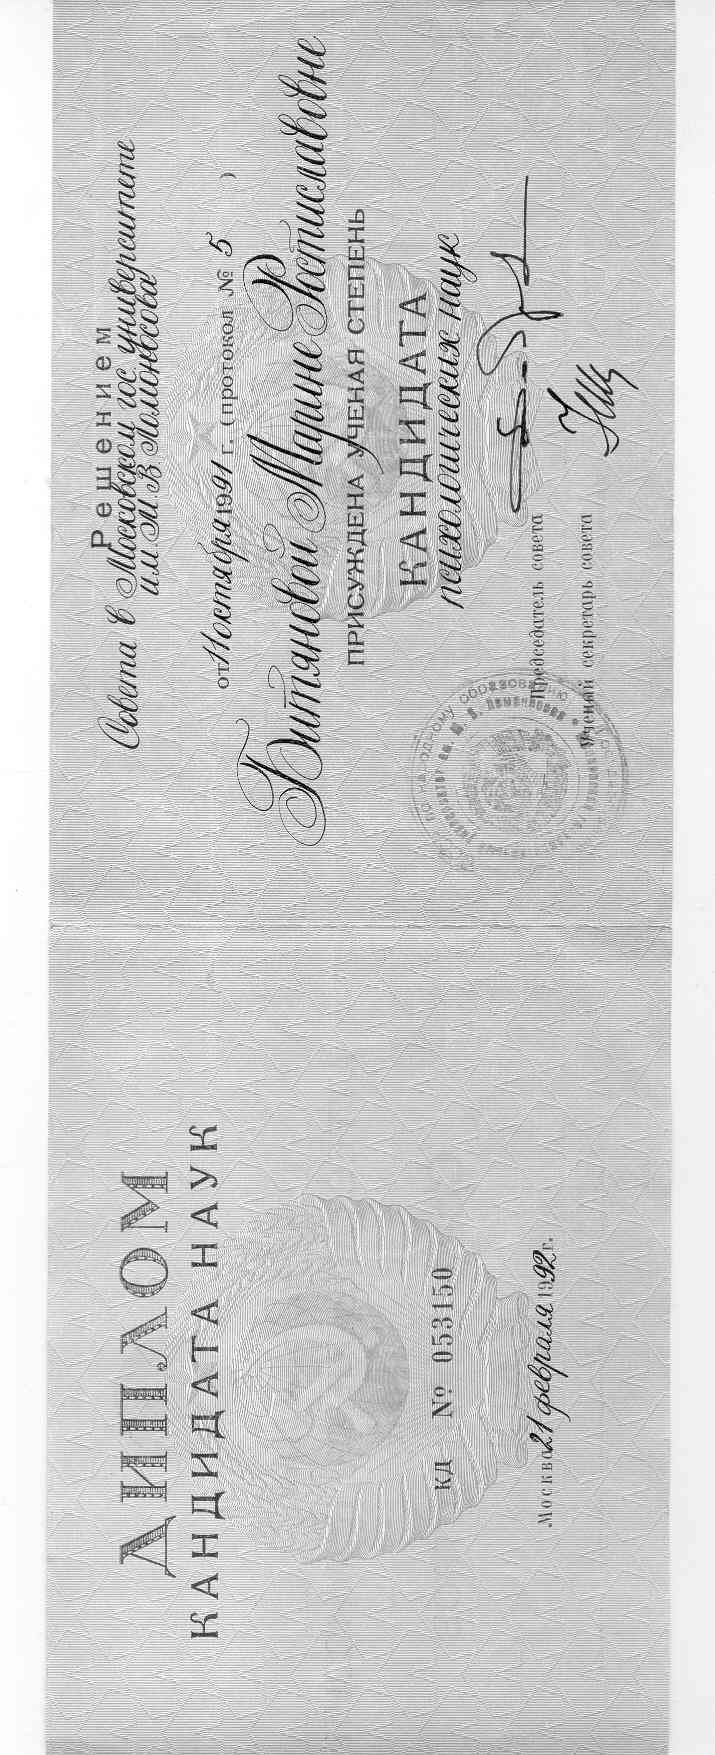 ДИПЛОМ
КАНДИДАТА НАУК
КД № 053150
Москва 21 февраля 1992 г.
Решением
Совета в Московском гос. университете
им. М. В. Ломоносова
от 11 октября 1991 г. (протокол № 5 )
Битяновой Марине Ростиславовне
ПРИСУЖДЕНА УЧЕНАЯ СТЕПЕНЬ
КАНДИДАТА
психологических наук
Председатель совета
Ученый секретарь совета